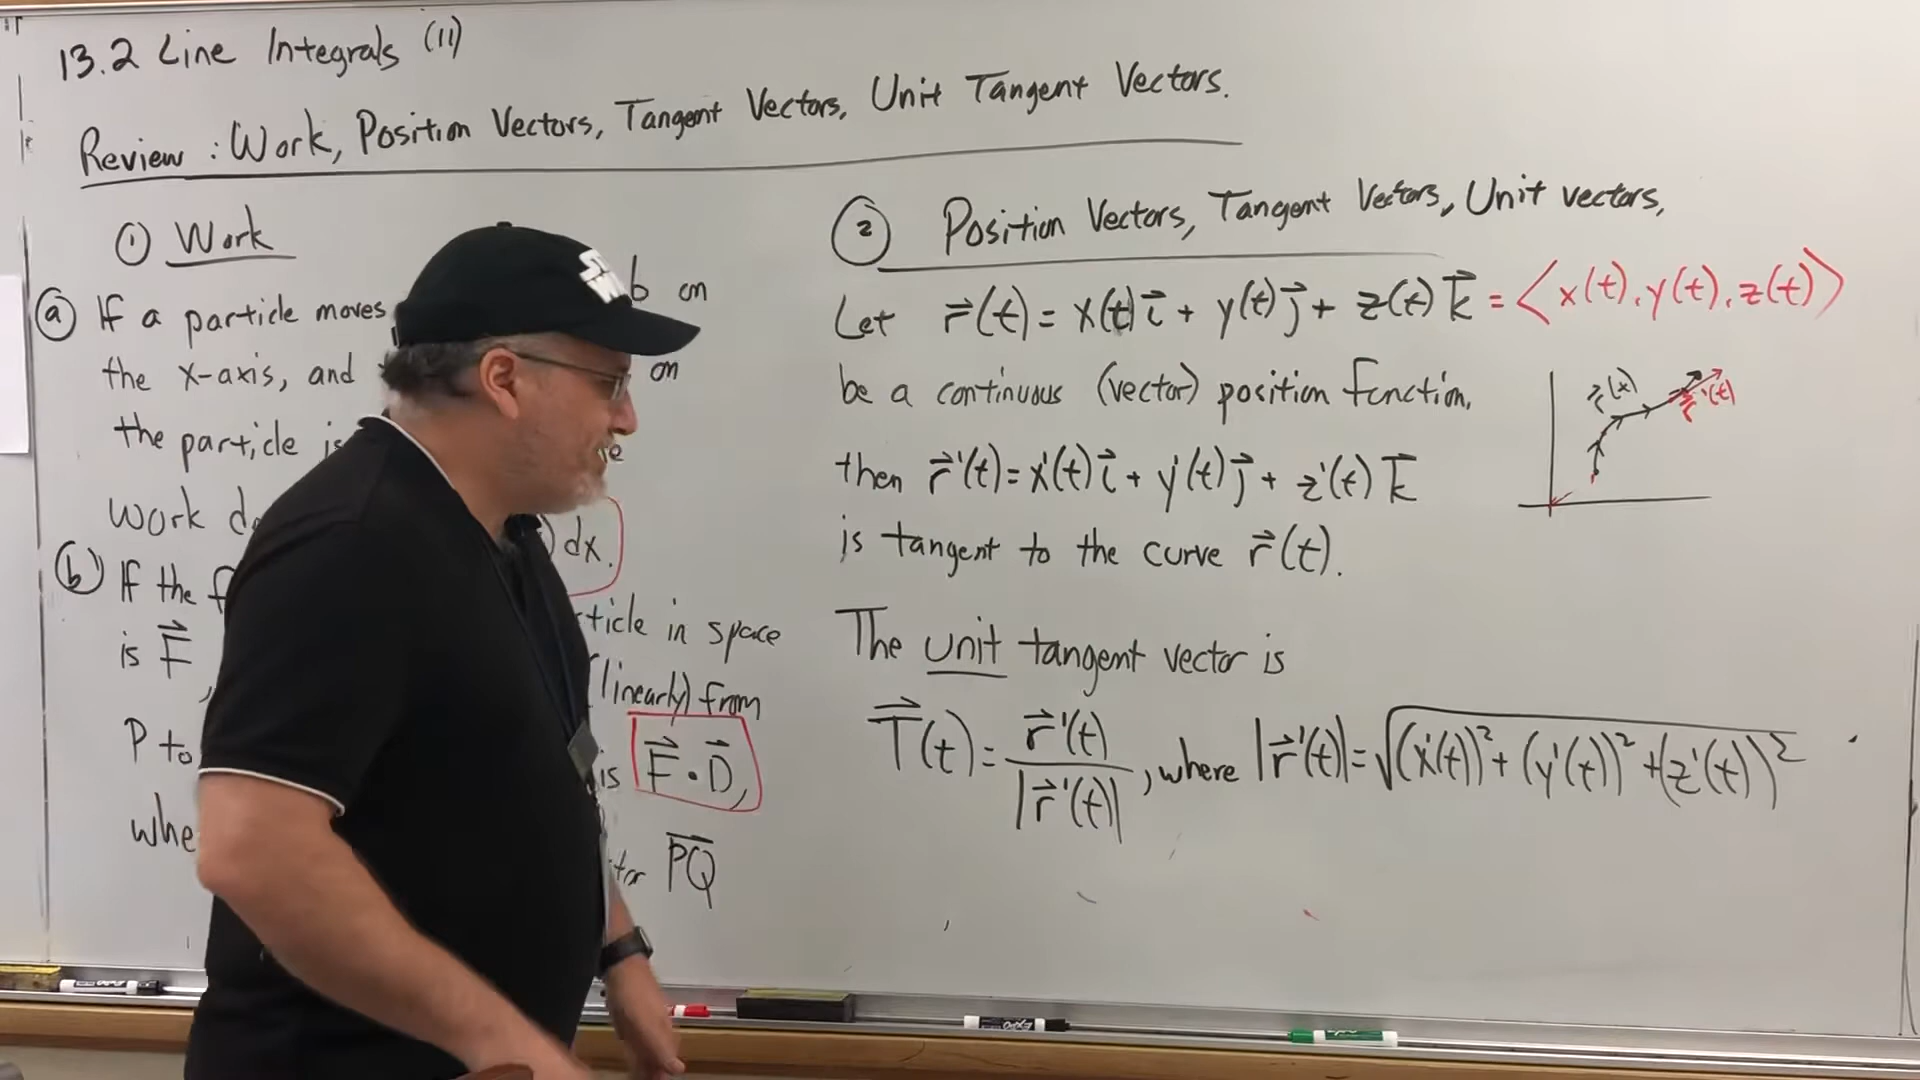 13.2 Line Integrals (11)
Review: Work, Position Vectors, Tangent Vectors, Unit Tangent Vectors.
① Work
ⓐ If a particle moves b on
the x-axis, and on
the particle is
work dx.
ⓑ If the ticle in space
is F⃗ (linearly) from
P to is F⃗ · D⃗,
whe PQ⃗
② Position Vectors, Tangent Vectors, Unit vectors,
Let r⃗(t) = x(t) i⃗ + y(t) j⃗ + z(t) k⃗ = ⟨x(t), y(t), z(t)⟩
be a continuous (vector) position function,
then r⃗'(t) = x'(t) i⃗ + y'(t) j⃗ + z'(t) k⃗
is tangent to the curve r⃗(t).
r⃗(t)
r⃗'(t)
The unit tangent vector is
T⃗(t) = r⃗'(t) / |r⃗'(t)|, where |r⃗'(t)| = √((x'(t))² + (y'(t))² + (z'(t))²)
EXPO